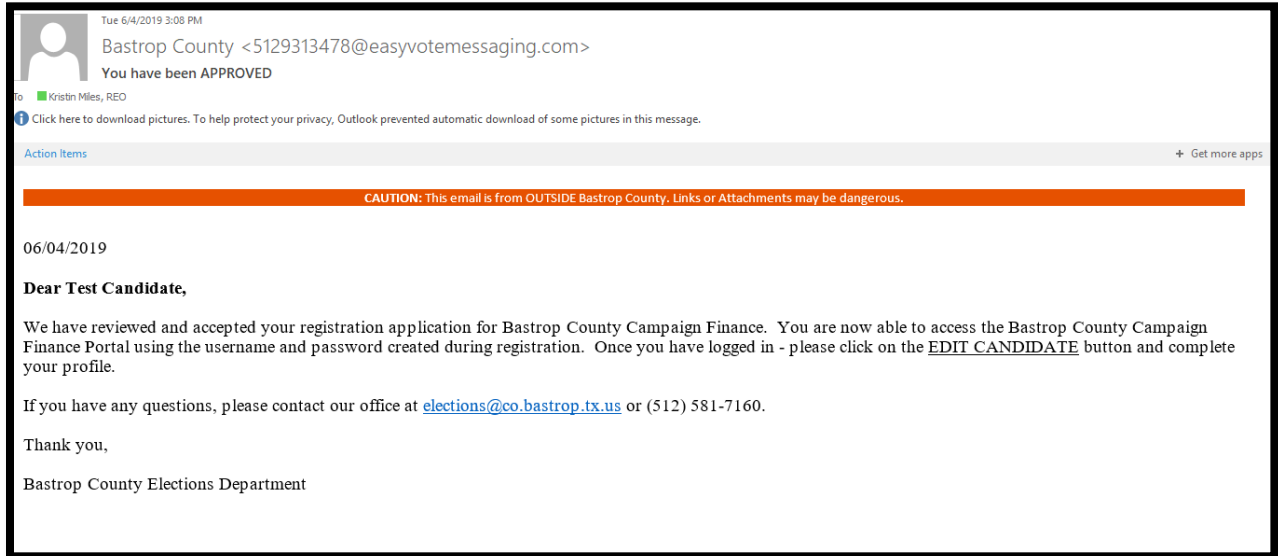 Tue 6/4/2019 3:08 PM
Bastrop County <5129313478@easyvotemessaging.com>
You have been APPROVED
To Kristin Miles, REO
Click here to download pictures. To help protect your privacy, Outlook prevented automatic download of some pictures in this message.
Action Items + Get more apps
CAUTION: This email is from OUTSIDE Bastrop County. Links or Attachments may be dangerous.
06/04/2019
Dear Test Candidate,
We have reviewed and accepted your registration application for Bastrop County Campaign Finance. You are now able to access the Bastrop County Campaign
Finance Portal using the username and password created during registration. Once you have logged in - please click on the EDIT CANDIDATE button and complete
your profile.
If you have any questions, please contact our office at elections@co.bastrop.tx.us or (512) 581-7160.
Thank you,
Bastrop County Elections Department